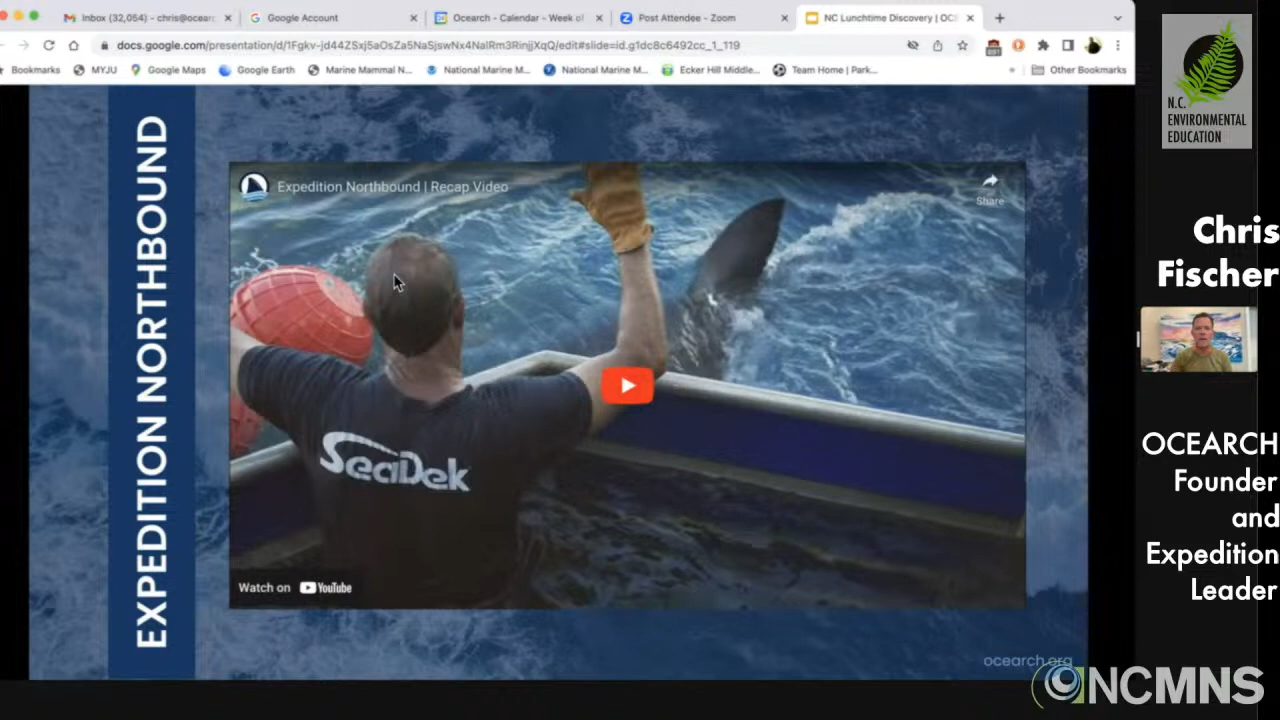 Inbox (32,054) - chris@ocearc
Google Account
Ocearch - Calendar - Week of
Post Attendee - Zoom
NC Lunchtime Discovery | OCE
docs.google.com/presentation/d/1Fgkv-jd44ZSxj5aOsZa5NaSjswNx4NaIRm3RinjjXqQ/edit#slide=id.g1dc8c6492cc_1_119
Bookmarks
MYJU
Google Maps
Google Earth
Marine Mammal N...
National Marine M...
National Marine M...
Ecker Hill Middle...
Team Home | Park...
Other Bookmarks
EXPEDITION NORTHBOUND
Expedition Northbound | Recap Video
Share
SeaDek
Watch on YouTube
ocearch.org
N.C.
ENVIRONMENTAL
EDUCATION
Chris
Fischer
OCEARCH
Founder
and
Expedition
Leader
NCMNS